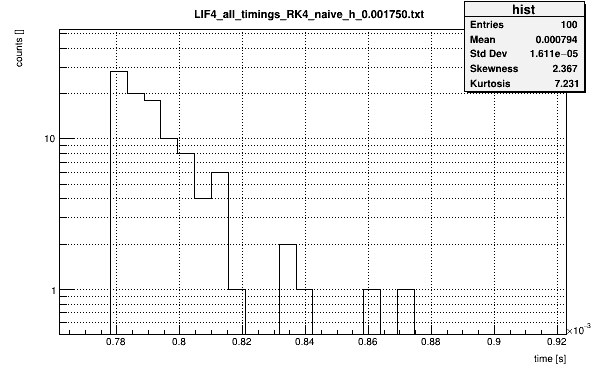 LIF4_all_timings_RK4_naive_h_0.001750.txt
hist
Entries 100
Mean 0.000794
Std Dev 1.611e−05
Skewness 2.367
Kurtosis 7.231
counts []
10
1
0.78 0.8 0.82 0.84 0.86 0.88 0.9 0.92
×10⁻³
time [s]